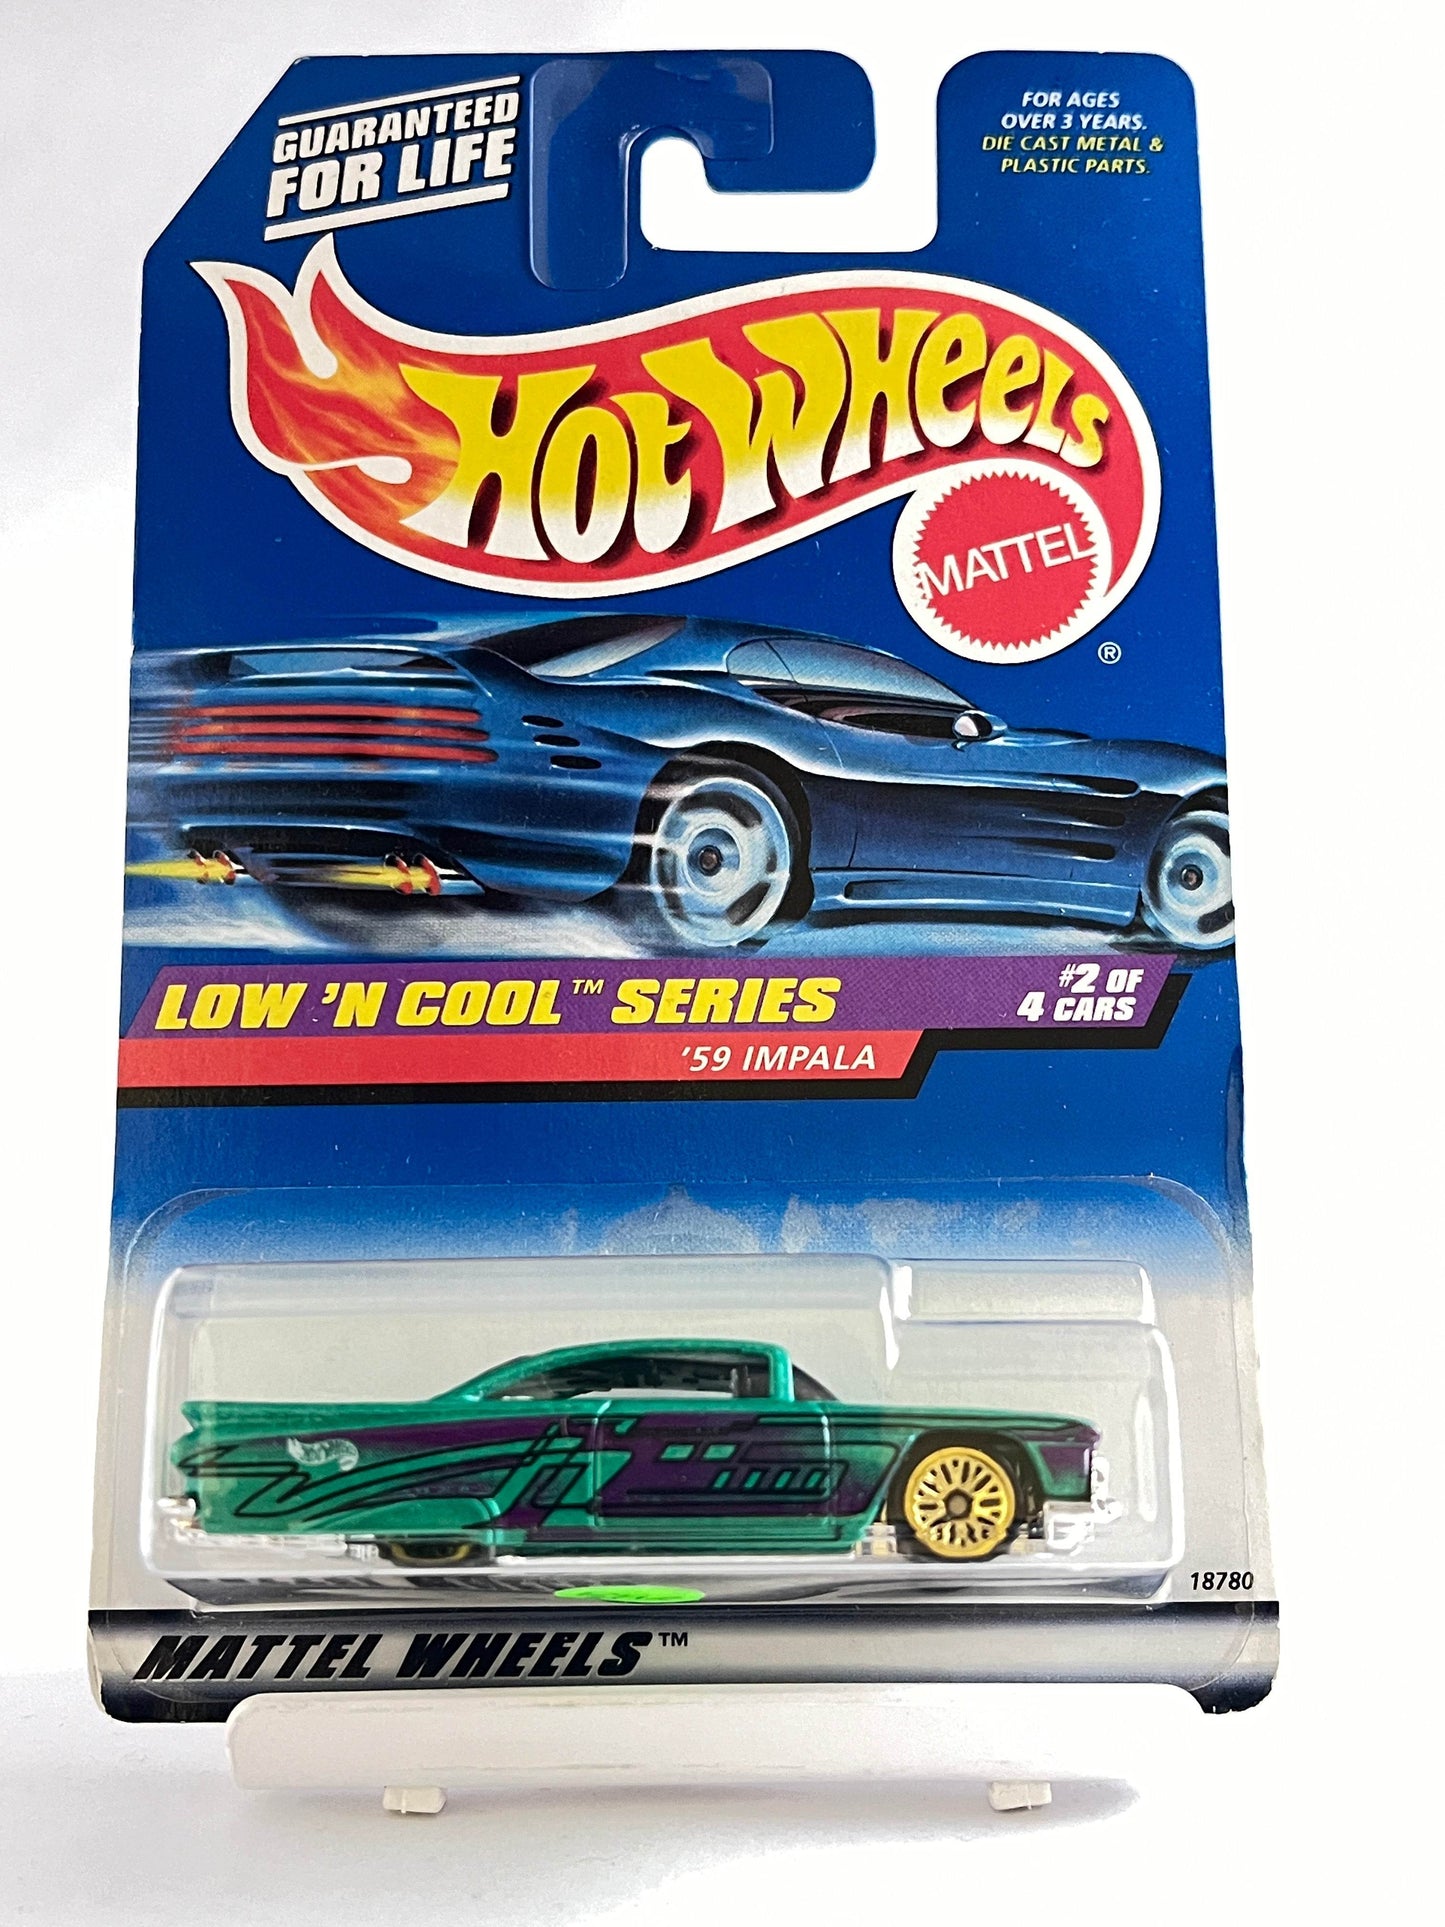 GUARANTEED
FOR LIFE
FOR AGES
OVER 3 YEARS.
DIE CAST METAL &
PLASTIC PARTS.
HOT WHEELS
MATTEL
®
LOW 'N COOL™ SERIES
#2 OF
4 CARS
'59 IMPALA
18780
MATTEL WHEELS™